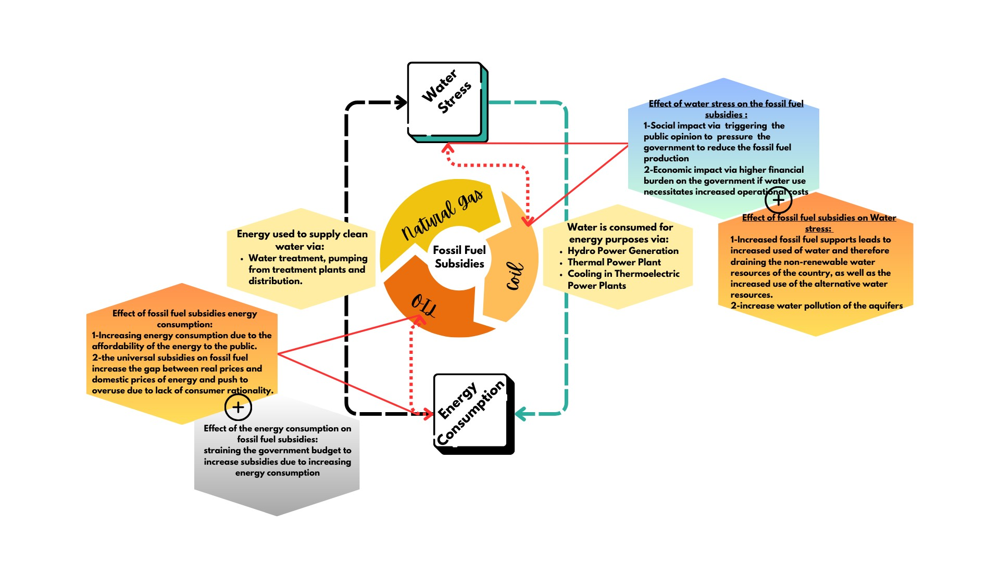 Water
Stress
Effect of water stress on the fossil fuel
subsidies :
1-Social impact via triggering the
public opinion to pressure the
government to reduce the fossil fuel
production
2-Economic impact via higher financial
burden on the government if water use
necessitates increased operational costs
Effect of fossil fuel subsidies on Water
stress:
1-Increased fossil fuel supports leads to
increased used of water and therefore
draining the non-renewable water
resources of the country, as well as the
increased use of the alternative water
resources.
2-increase water pollution of the aquifers
Natural gas
Coil
OIL
Fossil Fuel
Subsidies
Energy used to supply clean
water via:
• Water treatment, pumping
from treatment plants and
distribution.
Water is consumed for
energy purposes via:
• Hydro Power Generation
• Thermal Power Plant
• Cooling in Thermoelectric
Power Plants
Effect of fossil fuel subsidies energy
consumption:
1-Increasing energy consumption due to the
affordability of the energy to the public.
2-the universal subsidies on fossil fuel
increase the gap between real prices and
domestic prices of energy and push to
overuse due to lack of consumer rationality.
Effect of the energy consumption on
fossil fuel subsidies:
straining the government budget to
increase subsidies due to increasing
energy consumption
Energy
Consumption